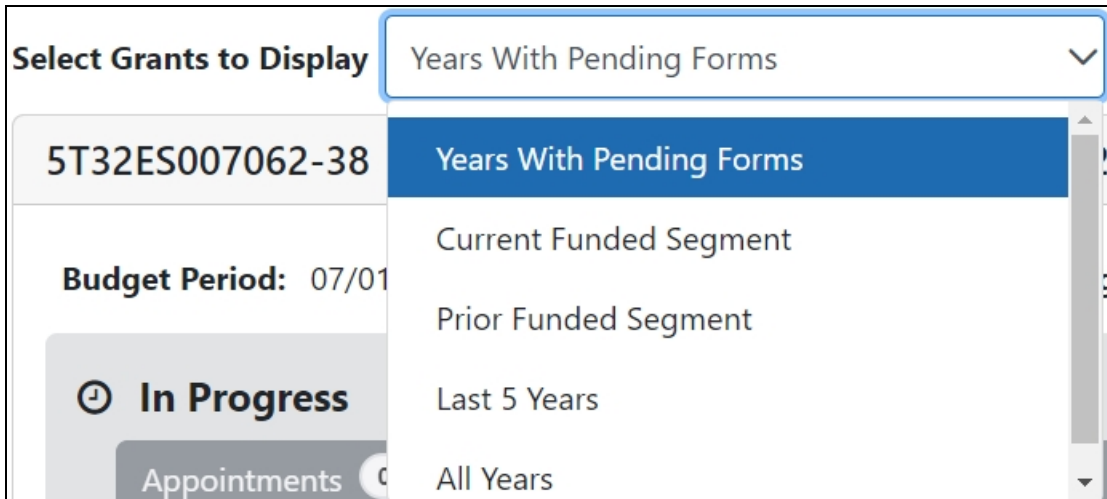 Select Grants to Display Years With Pending Forms
5T32ES007062-38
Years With Pending Forms
Current Funded Segment
Budget Period: 07/01
Prior Funded Segment
In Progress
Last 5 Years
Appointments
All Years